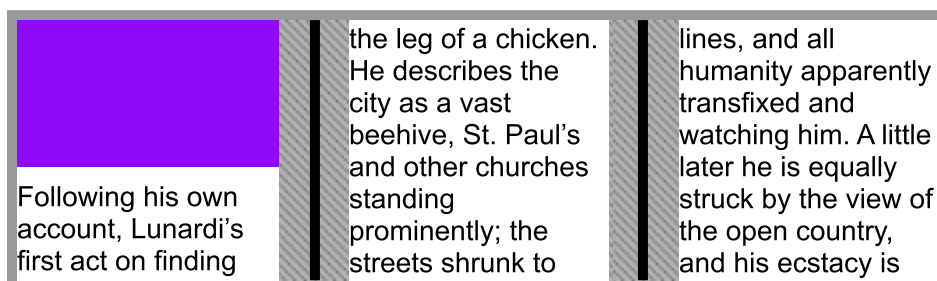 Following his own
account, Lunardi’s
first act on finding
the leg of a chicken.
He describes the
city as a vast
beehive, St. Paul’s
and other churches
standing
prominently; the
streets shrunk to
lines, and all
humanity apparently
transfixed and
watching him. A little
later he is equally
struck by the view of
the open country,
and his ecstacy is